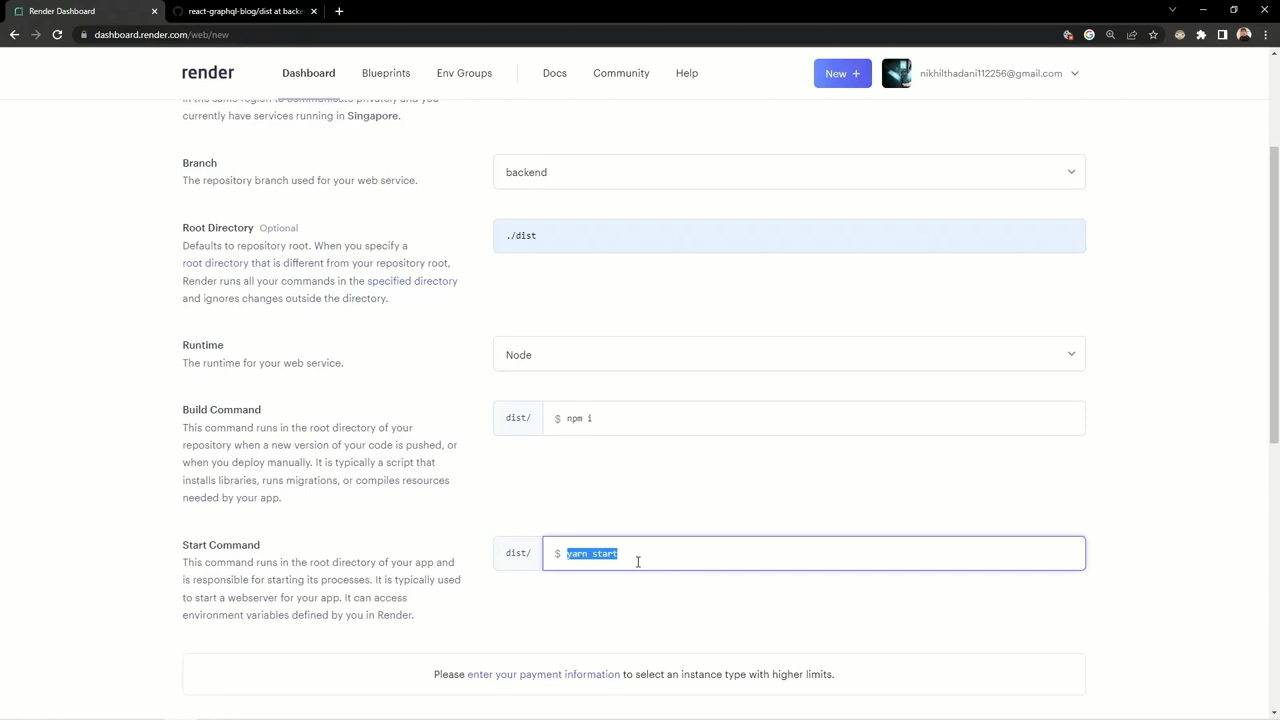 Render Dashboard
react-graphql-blog/dist at backe
dashboard.render.com/web/new
render
Dashboard
Blueprints
Env Groups
Docs
Community
Help
New +
nikhilthadani112256@gmail.com
in the same region to communicate privately and you
currently have services running in Singapore.
Branch
The repository branch used for your web service.
backend
Root Directory Optional
Defaults to repository root. When you specify a
root directory that is different from your repository root,
Render runs all your commands in the specified directory
and ignores changes outside the directory.
./dist
Runtime
The runtime for your web service.
Node
Build Command
This command runs in the root directory of your
repository when a new version of your code is pushed, or
when you deploy manually. It is typically a script that
installs libraries, runs migrations, or compiles resources
needed by your app.
dist/ $ npm i
Start Command
This command runs in the root directory of your app and
is responsible for starting its processes. It is typically used
to start a webserver for your app. It can access
environment variables defined by you in Render.
dist/ $ yarn start
Please enter your payment information to select an instance type with higher limits.